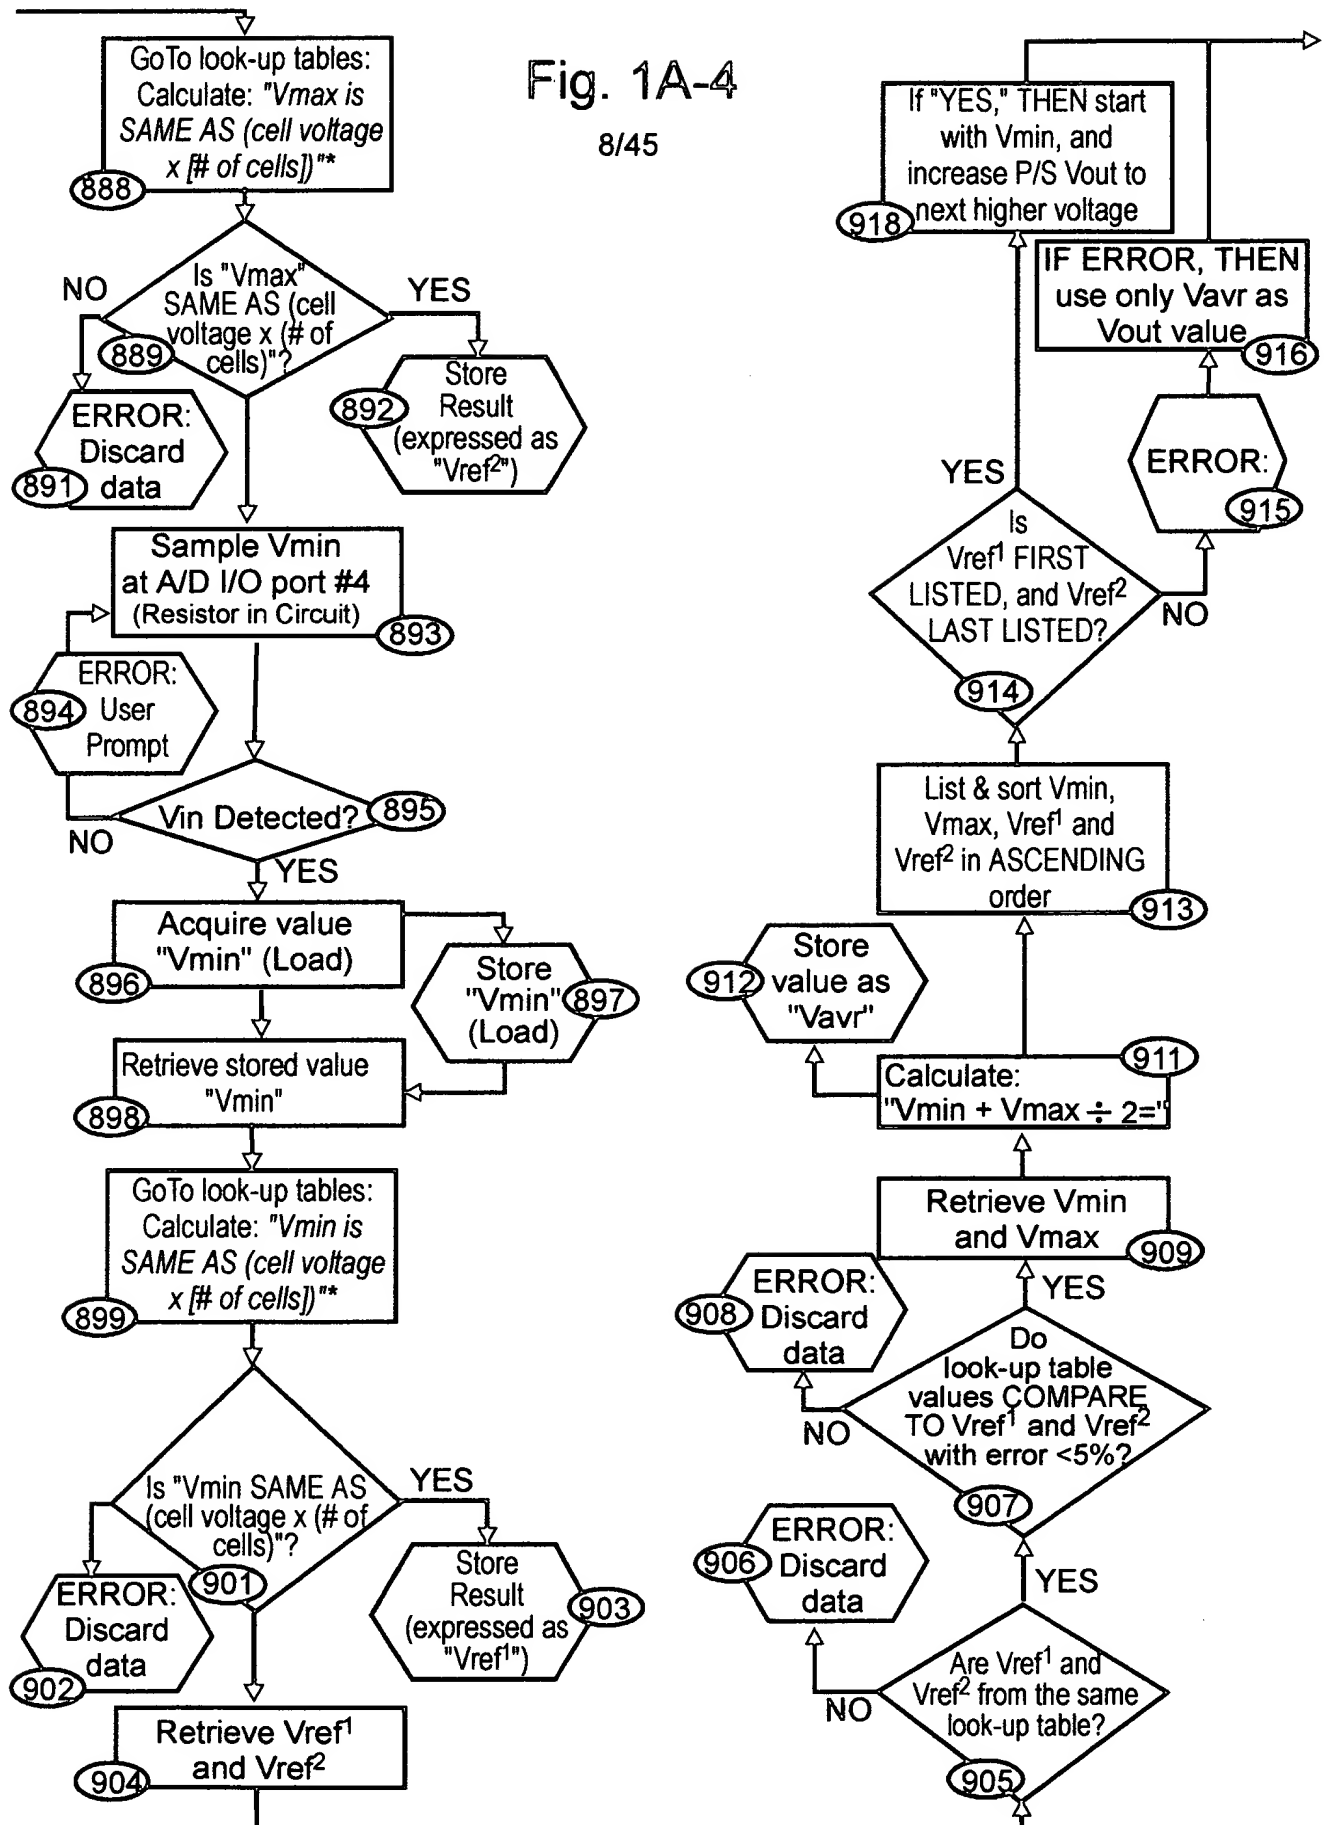 Fig. 1A-4
8/45
GoTo look-up tables:
Calculate: "Vmax is
SAME AS (cell voltage
x [# of cells])"*
888
Is "Vmax"
SAME AS (cell
voltage x (# of
cells)"?
889
NO
YES
ERROR:
Discard
data
891
Store
Result
(expressed as
"Vref²")
892
Sample Vmin
at A/D I/O port #4
(Resistor in Circuit)
893
ERROR:
User
Prompt
894
Vin Detected?
895
NO
YES
Acquire value
"Vmin" (Load)
896
Store
"Vmin"
(Load)
897
Retrieve stored value
"Vmin"
898
GoTo look-up tables:
Calculate: "Vmin is
SAME AS (cell voltage
x [# of cells])"*
899
Is "Vmin SAME AS
(cell voltage x (# of
cells)"?
901
YES
ERROR:
Discard
data
902
Store
Result
(expressed as
"Vref¹")
903
Retrieve Vref¹
and Vref²
904
If "YES," THEN start
with Vmin, and
increase P/S Vout to
next higher voltage
918
IF ERROR, THEN
use only Vavr as
Vout value
916
ERROR:
915
YES
Is
Vref¹ FIRST
LISTED, and Vref²
LAST LISTED?
914
NO
List & sort Vmin,
Vmax, Vref¹ and
Vref² in ASCENDING
order
913
Store
value as
"Vavr"
912
Calculate:
"Vmin + Vmax ÷ 2="
911
Retrieve Vmin
and Vmax
909
ERROR:
Discard
data
908
YES
Do
look-up table
values COMPARE
TO Vref¹ and Vref²
with error <5%?
907
NO
ERROR:
Discard
data
906
YES
Are Vref¹ and
Vref² from the same
look-up table?
905
NO